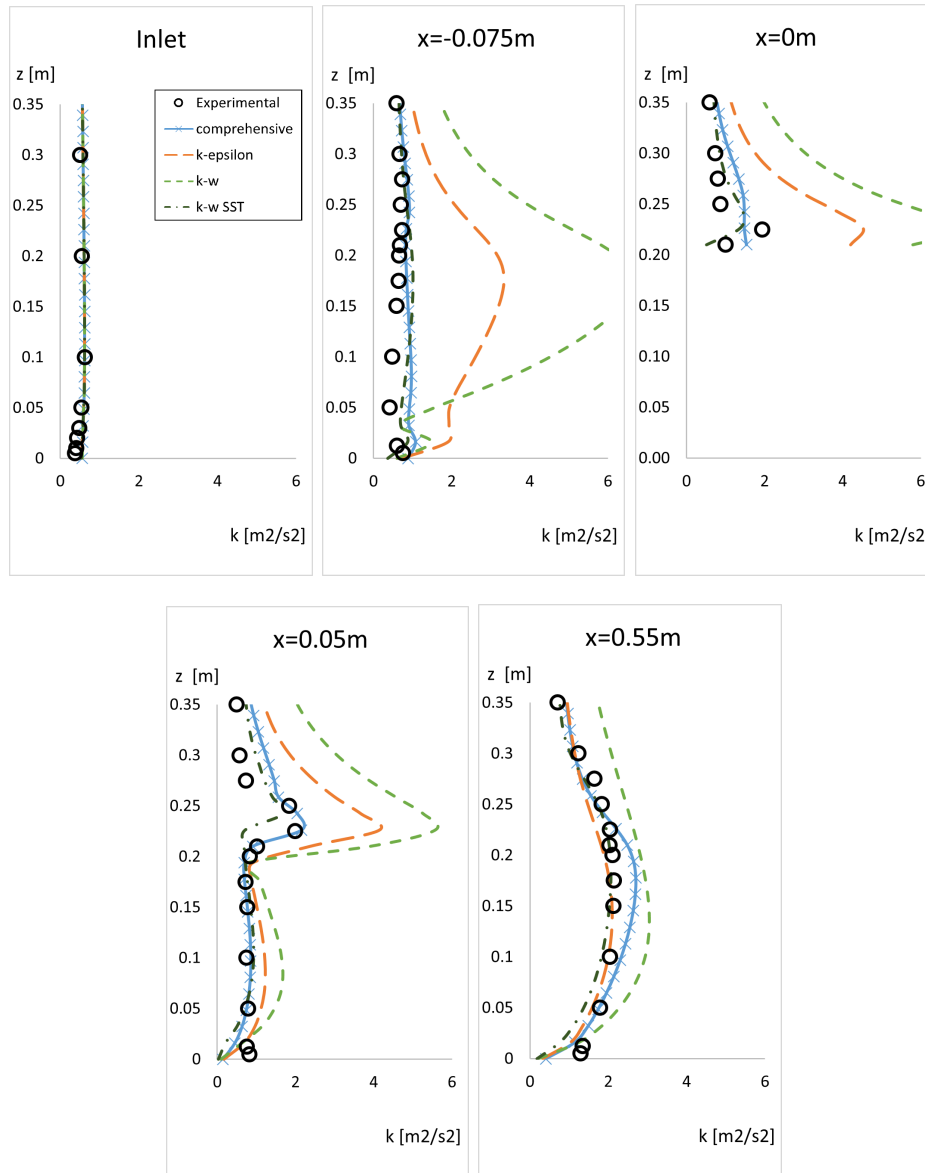 Inlet
z [m]
0.35
0.3
0.25
0.2
0.15
0.1
0.05
0
0 2 4 6
k [m2/s2]
Experimental
comprehensive
k-epsilon
k-w
k-w SST
x=-0.075m
z [m]
0.35
0.3
0.25
0.2
0.15
0.1
0.05
0
0 2 4 6
k [m2/s2]
x=0m
z [m]
0.35
0.30
0.25
0.20
0.15
0.10
0.05
0.00
0 2 4 6
k [m2/s2
x=0.05m
z [m]
0.35
0.3
0.25
0.2
0.15
0.1
0.05
0
0 2 4 6
k [m2/s2]
x=0.55m
z [m]
0.35
0.3
0.25
0.2
0.15
0.1
0.05
0
0 2 4 6
k [m2/s2]